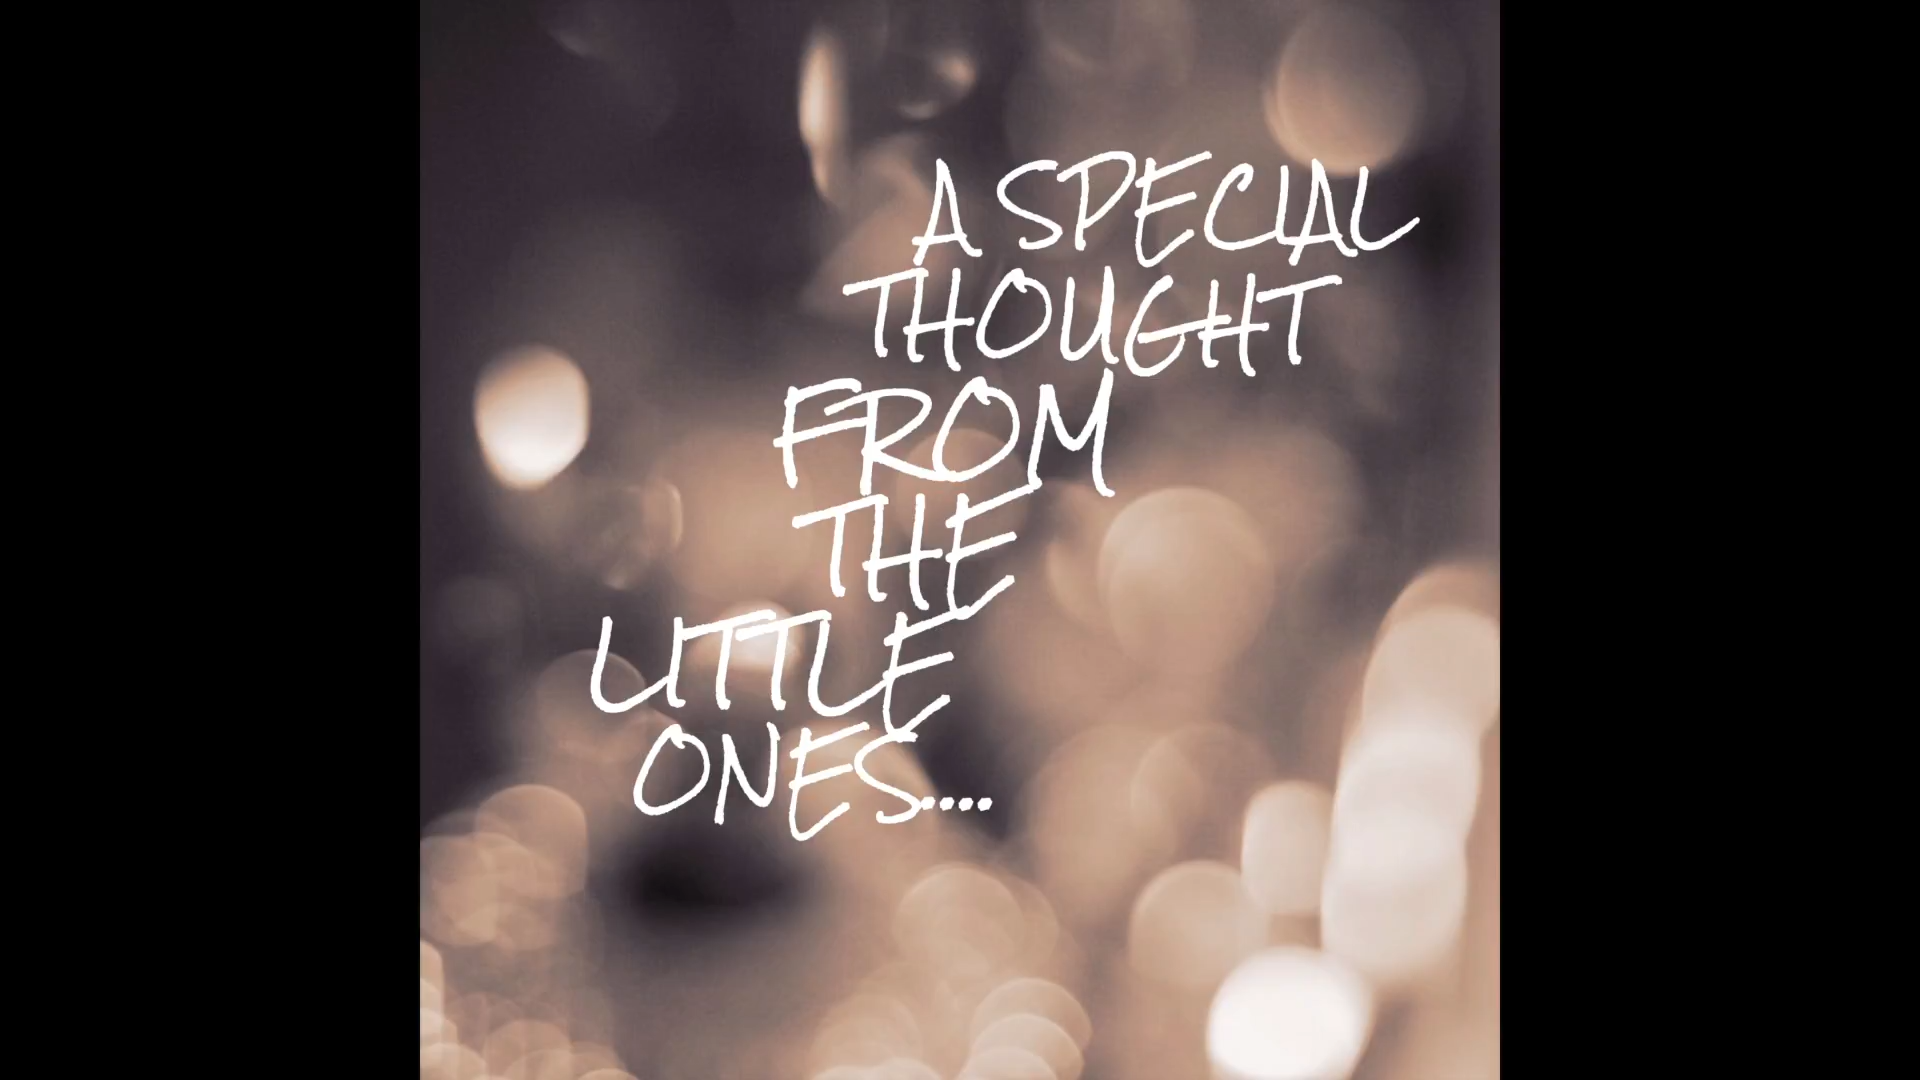 A SPECIAL
THOUGHT
FROM
THE
LITTLE
ONES....